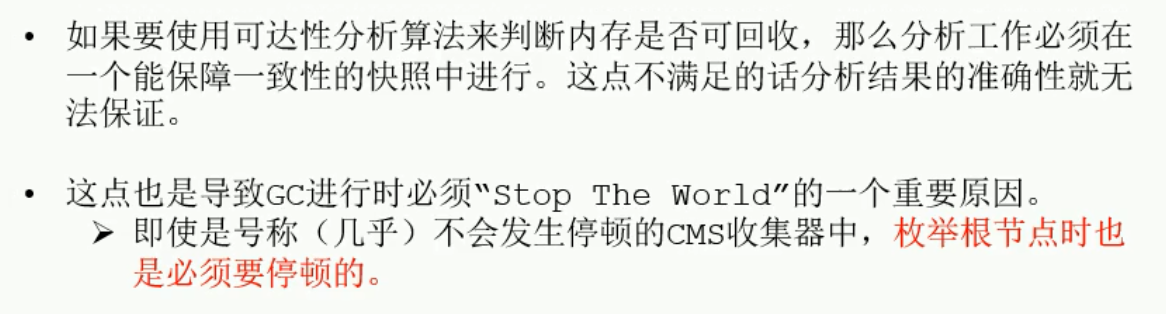 • 如果要使用可达性分析算法来判断内存是否可回收，那么分析工作必须在
一个能保障一致性的快照中进行。这点不满足的话分析结果的准确性就无
法保证。
• 这点也是导致GC进行时必须“Stop The World”的一个重要原因。
➢ 即使是号称（几乎）不会发生停顿的CMS收集器中，枚举根节点时也
是必须要停顿的。